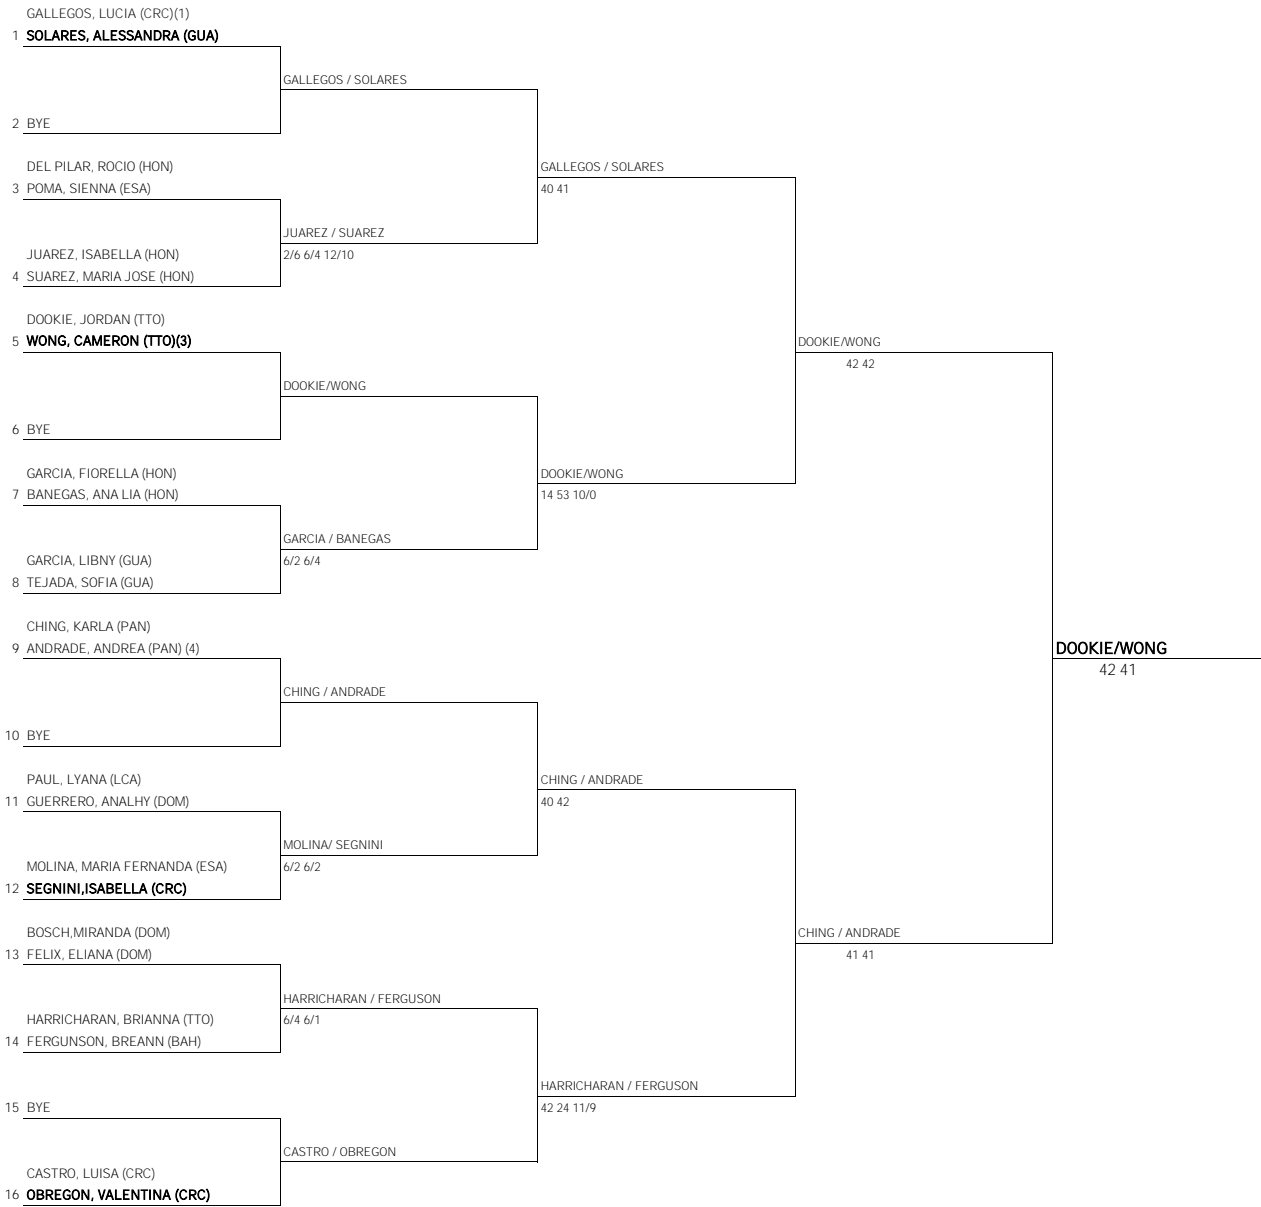 GALLEGOS, LUCIA (CRC)(1)
1 SOLARES, ALESSANDRA (GUA)
GALLEGOS / SOLARES
2 BYE
DEL PILAR, ROCIO (HON)
GALLEGOS / SOLARES
3 POMA, SIENNA (ESA)
40 41
JUAREZ / SUAREZ
JUAREZ, ISABELLA (HON)
2/6 6/4 12/10
4 SUAREZ, MARIA JOSE (HON)
DOOKIE, JORDAN (TTO)
5 WONG, CAMERON (TTO)(3)
DOOKIE/WONG
42 42
DOOKIE/WONG
6 BYE
GARCIA, FIORELLA (HON)
DOOKIE/WONG
7 BANEGAS, ANA LIA (HON)
14 53 10/0
GARCIA / BANEGAS
GARCIA, LIBNY (GUA)
6/2 6/4
8 TEJADA, SOFIA (GUA)
CHING, KARLA (PAN)
9 ANDRADE, ANDREA (PAN) (4)
DOOKIE/WONG
42 41
CHING / ANDRADE
10 BYE
PAUL, LYANA (LCA)
CHING / ANDRADE
11 GUERRERO, ANALHY (DOM)
40 42
MOLINA/ SEGNINI
MOLINA, MARIA FERNANDA (ESA)
6/2 6/2
12 SEGNINI,ISABELLA (CRC)
BOSCH,MIRANDA (DOM)
CHING / ANDRADE
13 FELIX, ELIANA (DOM)
41 41
HARRICHARAN / FERGUSON
HARRICHARAN, BRIANNA (TTO)
6/4 6/1
14 FERGUNSON, BREANN (BAH)
HARRICHARAN / FERGUSON
15 BYE
42 24 11/9
CASTRO / OBREGON
CASTRO, LUISA (CRC)
16 OBREGON, VALENTINA (CRC)